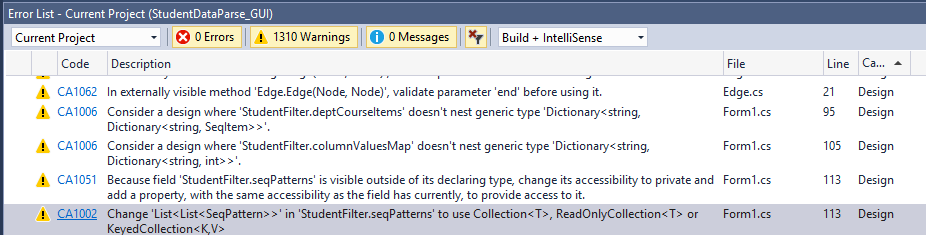 Error List - Current Project (StudentDataParse_GUI)
Current Project 0 Errors 1310 Warnings 0 Messages Build + IntelliSense
Code Description File Line Ca...
CA1062 In externally visible method 'Edge.Edge(Node, Node)', validate parameter 'end' before using it. Edge.cs 21 Design
CA1006 Consider a design where 'StudentFilter.deptCourseItems' doesn't nest generic type 'Dictionary<string, Form1.cs 95 Design
Dictionary<string, SeqItem>>'.
CA1006 Consider a design where 'StudentFilter.columnValuesMap' doesn't nest generic type 'Dictionary<string, Form1.cs 105 Design
Dictionary<string, int>>'.
CA1051 Because field 'StudentFilter.seqPatterns' is visible outside of its declaring type, change its accessibility to private and Form1.cs 113 Design
add a property, with the same accessibility as the field has currently, to provide access to it.
CA1002 Change 'List<List<SeqPattern>>' in 'StudentFilter.seqPatterns' to use Collection<T>, ReadOnlyCollection<T> or Form1.cs 113 Design
KeyedCollection<K,V>